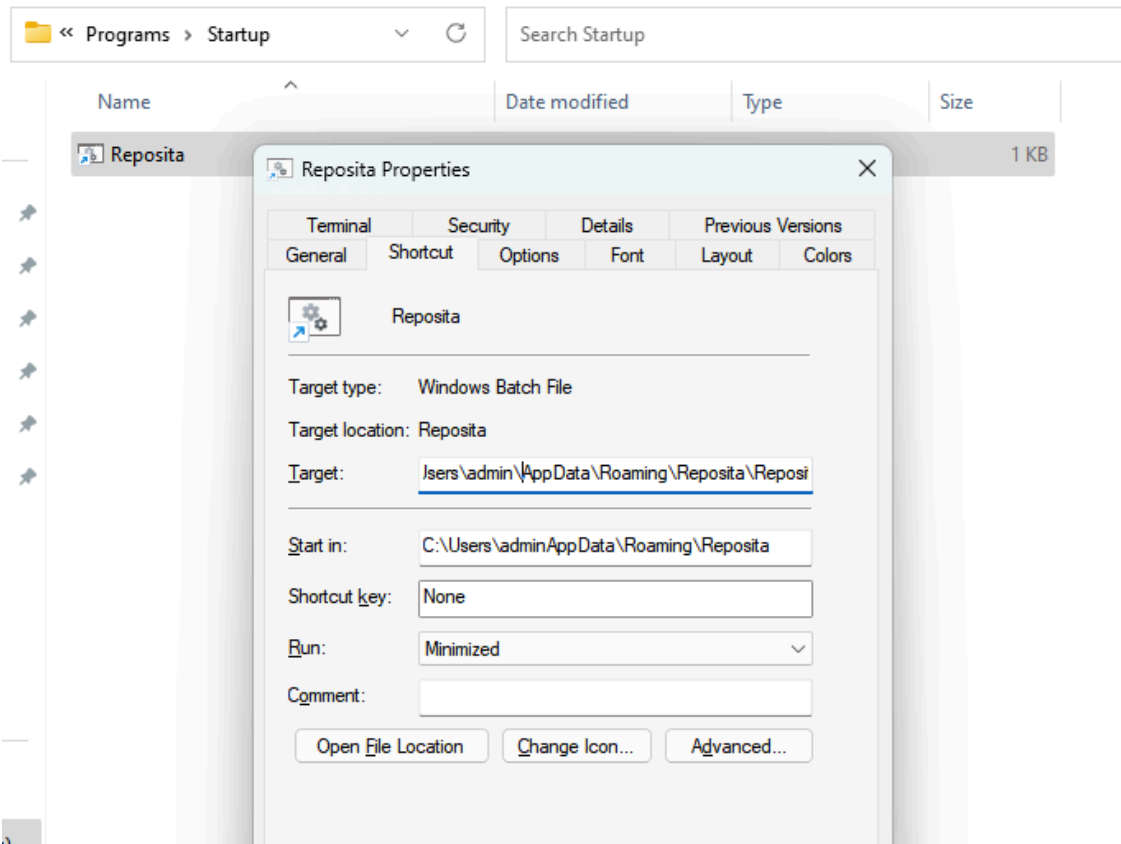 « Programs > Startup
Search Startup
Name Date modified Type Size
Reposita 1 KB
Reposita Properties
Terminal Security Details Previous Versions
General Shortcut Options Font Layout Colors
Reposita
Target type: Windows Batch File
Target location: Reposita
Target: Jsers\admin\AppData\Roaming\Reposita\Reposit
Start in: C:\Users\adminAppData\Roaming\Reposita
Shortcut key: None
Run: Minimized
Comment:
Open File Location Change Icon... Advanced...